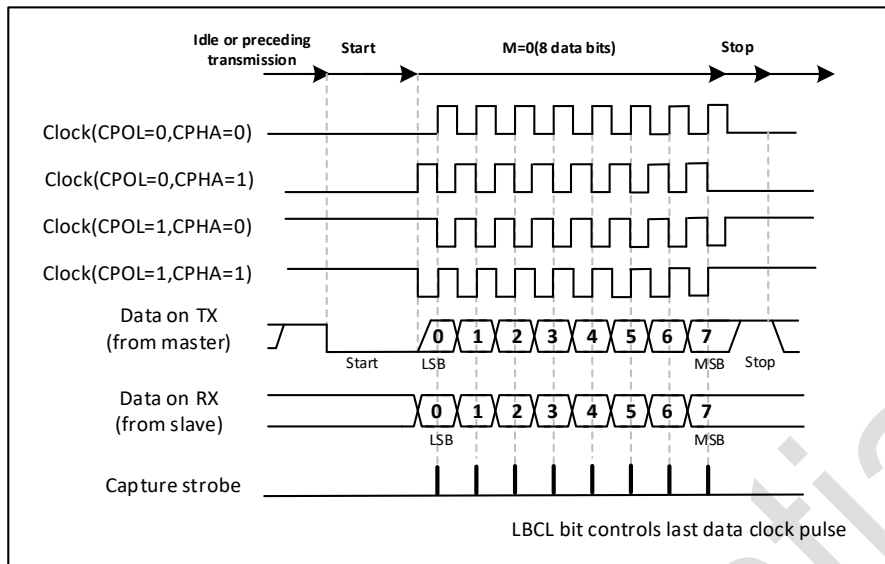 Idle or preceding
transmission
Start
M=0(8 data bits)
Stop
Clock(CPOL=0,CPHA=0)
Clock(CPOL=0,CPHA=1)
Clock(CPOL=1,CPHA=0)
Clock(CPOL=1,CPHA=1)
Data on TX
(from master)
0 1 2 3 4 5 6 7
Start
LSB
MSB
Stop
Data on RX
(from slave)
0 1 2 3 4 5 6 7
LSB
MSB
Capture strobe
LBCL bit controls last data clock pulse